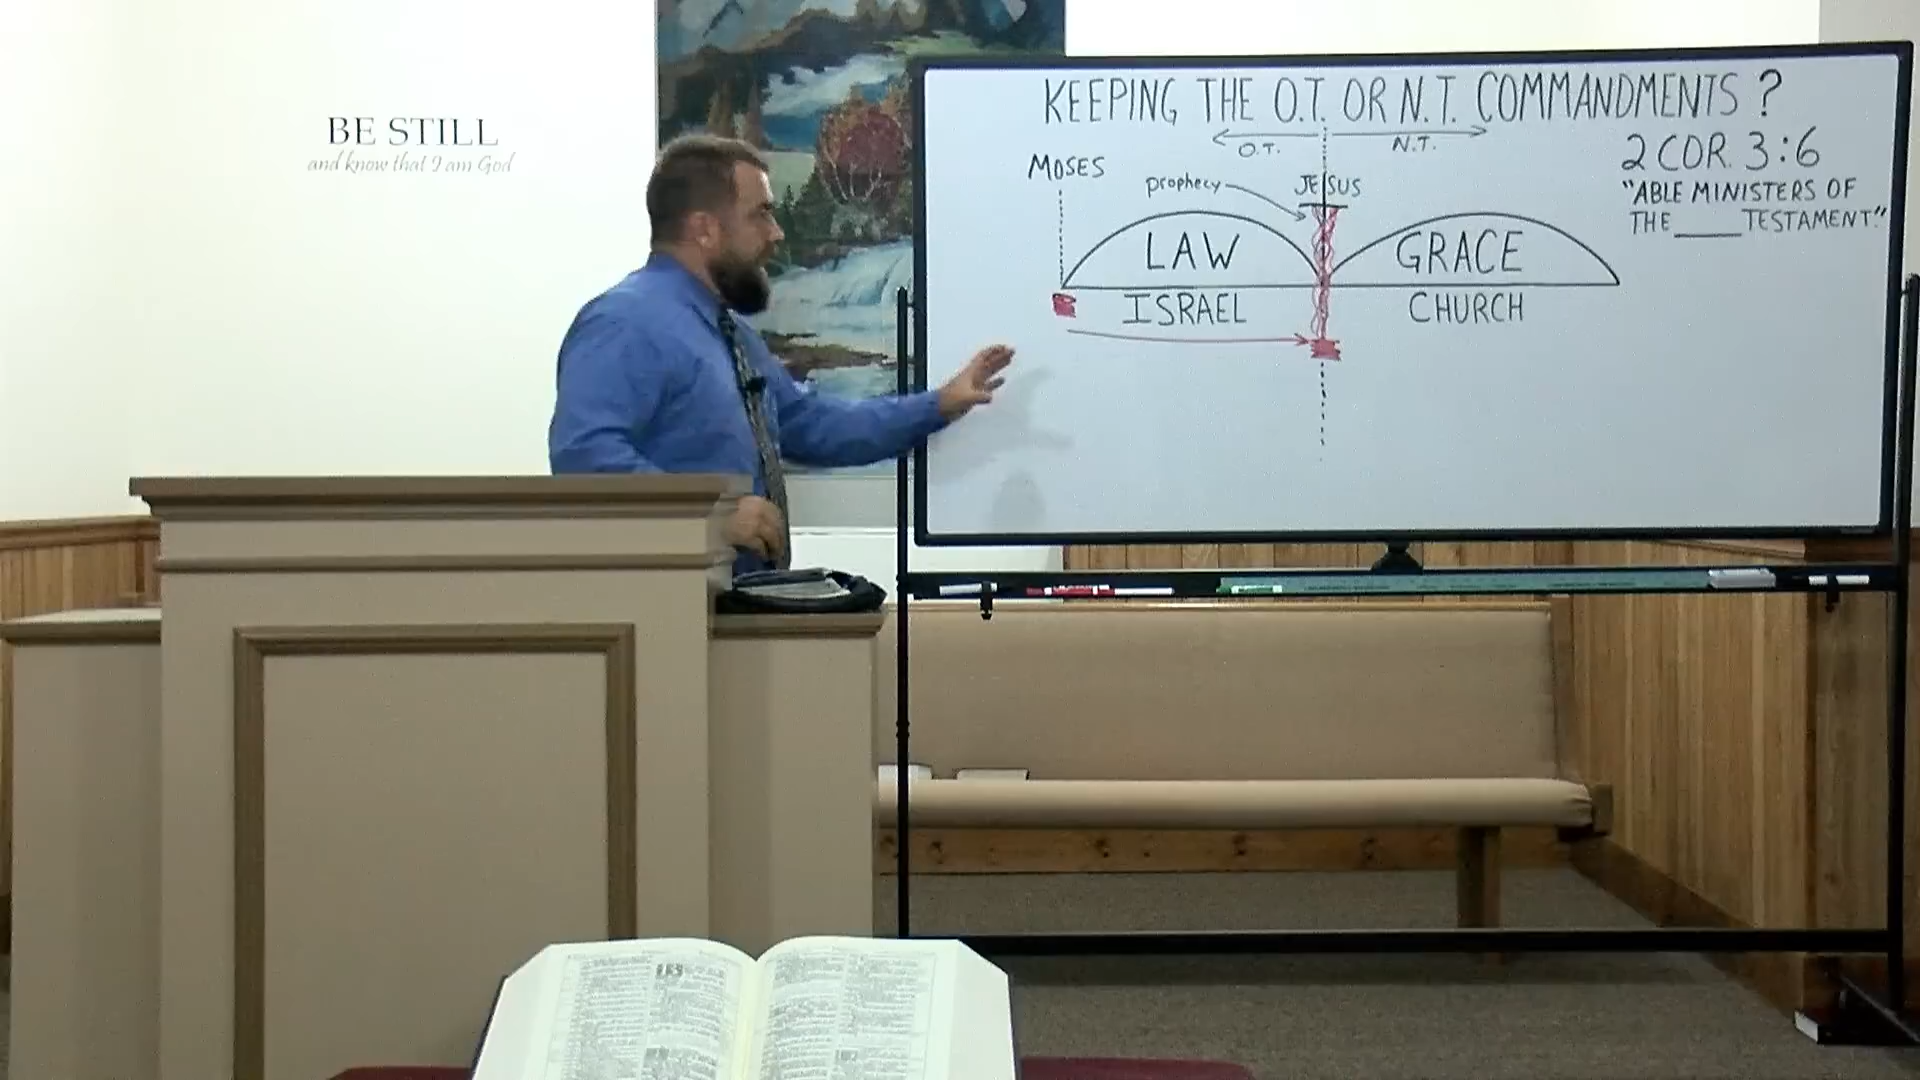 BE STILL
and know that I am God
KEEPING THE O.T. OR N.T. COMMANDMENTS ?
O.T.
N.T.
MOSES
prophecy
JESUS
2 COR. 3:6
"ABLE MINISTERS OF
THE _____ TESTAMENT."
LAW
GRACE
ISRAEL
CHURCH